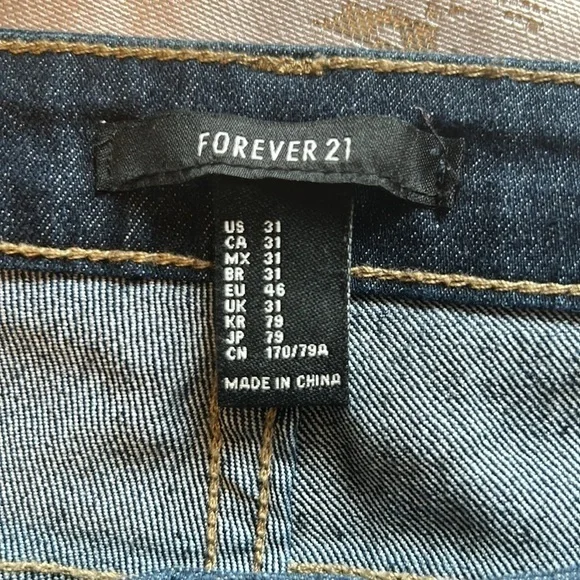 FOREVER 21
US 31
CA 31
MX 31
BR 31
EU 46
UK 31
KR 79
JP 79
CN 170/79A
MADE IN CHINA